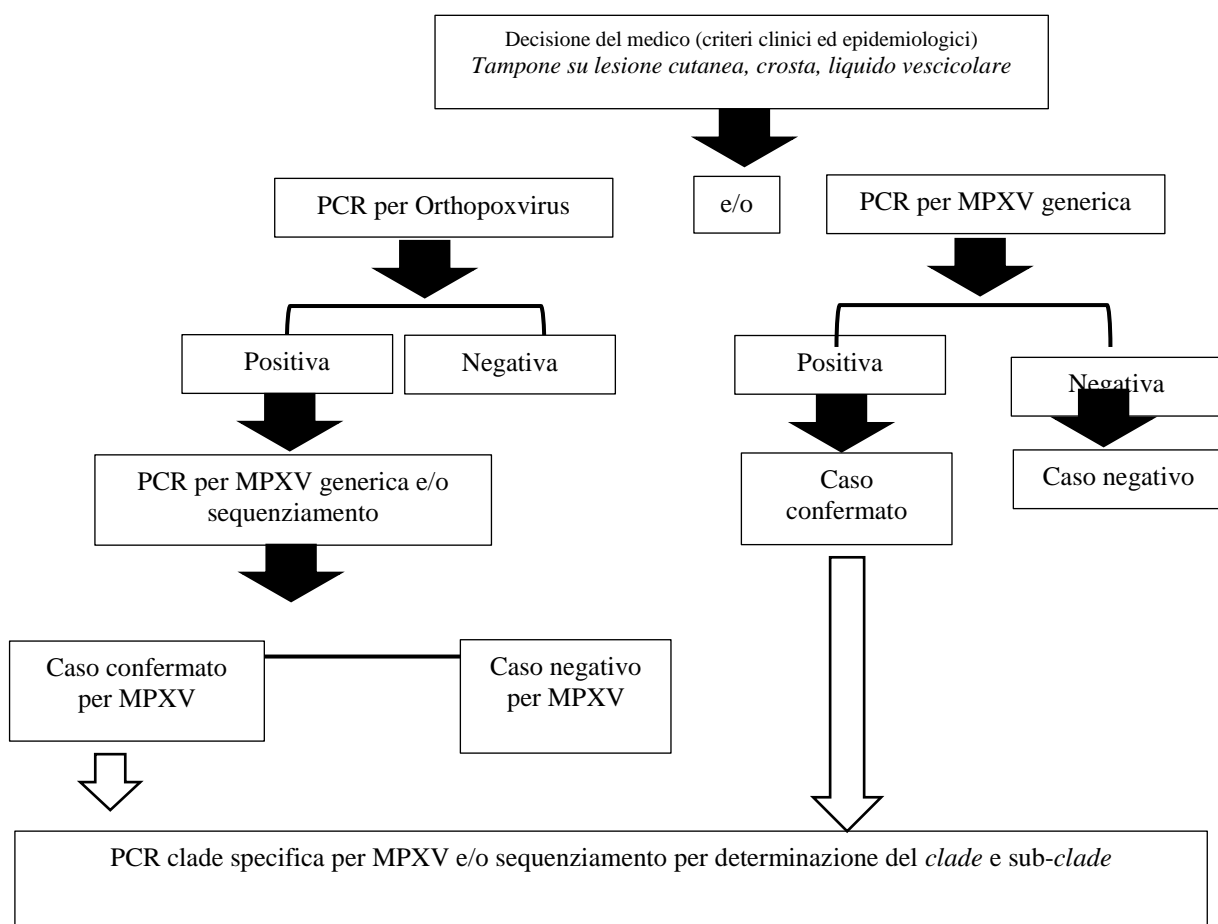 Decisione del medico (criteri clinici ed epidemiologici)
Tampone su lesione cutanea, crosta, liquido vescicolare
PCR per Orthopoxvirus
e/o
PCR per MPXV generica
Positiva
Negativa
Positiva
Negativa
PCR per MPXV generica e/o
sequenziamento
Caso
confermato
Caso negativo
Caso confermato
per MPXV
Caso negativo
per MPXV
PCR clade specifica per MPXV e/o sequenziamento per determinazione del clade e sub-clade